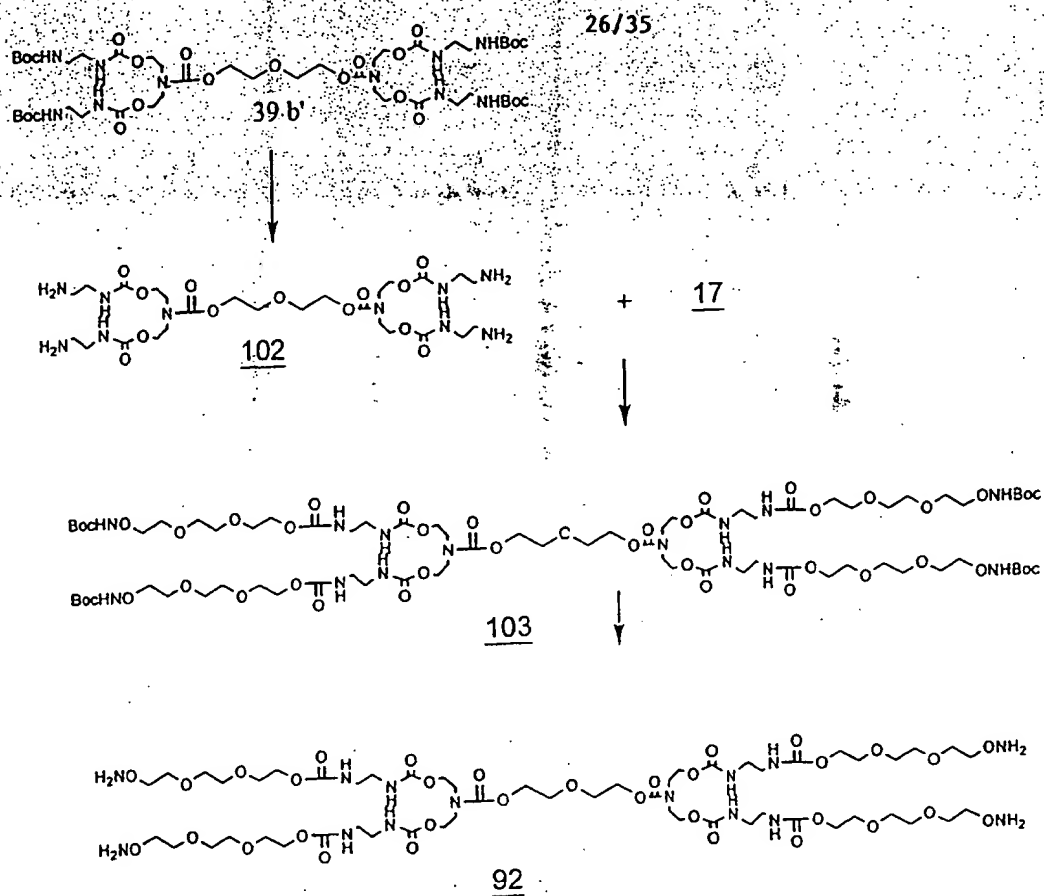 26/35
BocHN O O NHBoc
N O O N
H O O H
H N O O O N H
N O O N
BocHN O O NHBoc
O O
39 b'
H₂N O O NH₂
N O O N
H O O H
H N O O O N H
N O O N
H₂N O O NH₂
O O
102
+ 17
BocHNO O O O O H N O O O O O O N H O O O ONHBoc
BocHNO O O O O N H O O C O O N H O O O ONHBoc
103
H₂NO O O O O H N O O O O O O N H O O O ONH₂
H₂NO O O O O N H O O O O O N H O O O ONH₂
92